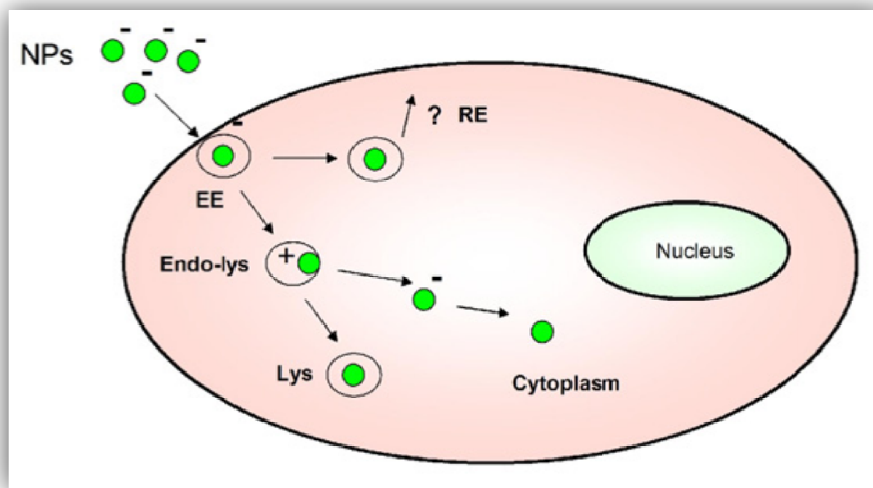 NPs
- - - -
? RE
-
EE
Endo-lys
+
-
Nucleus
Lys
Cytoplasm